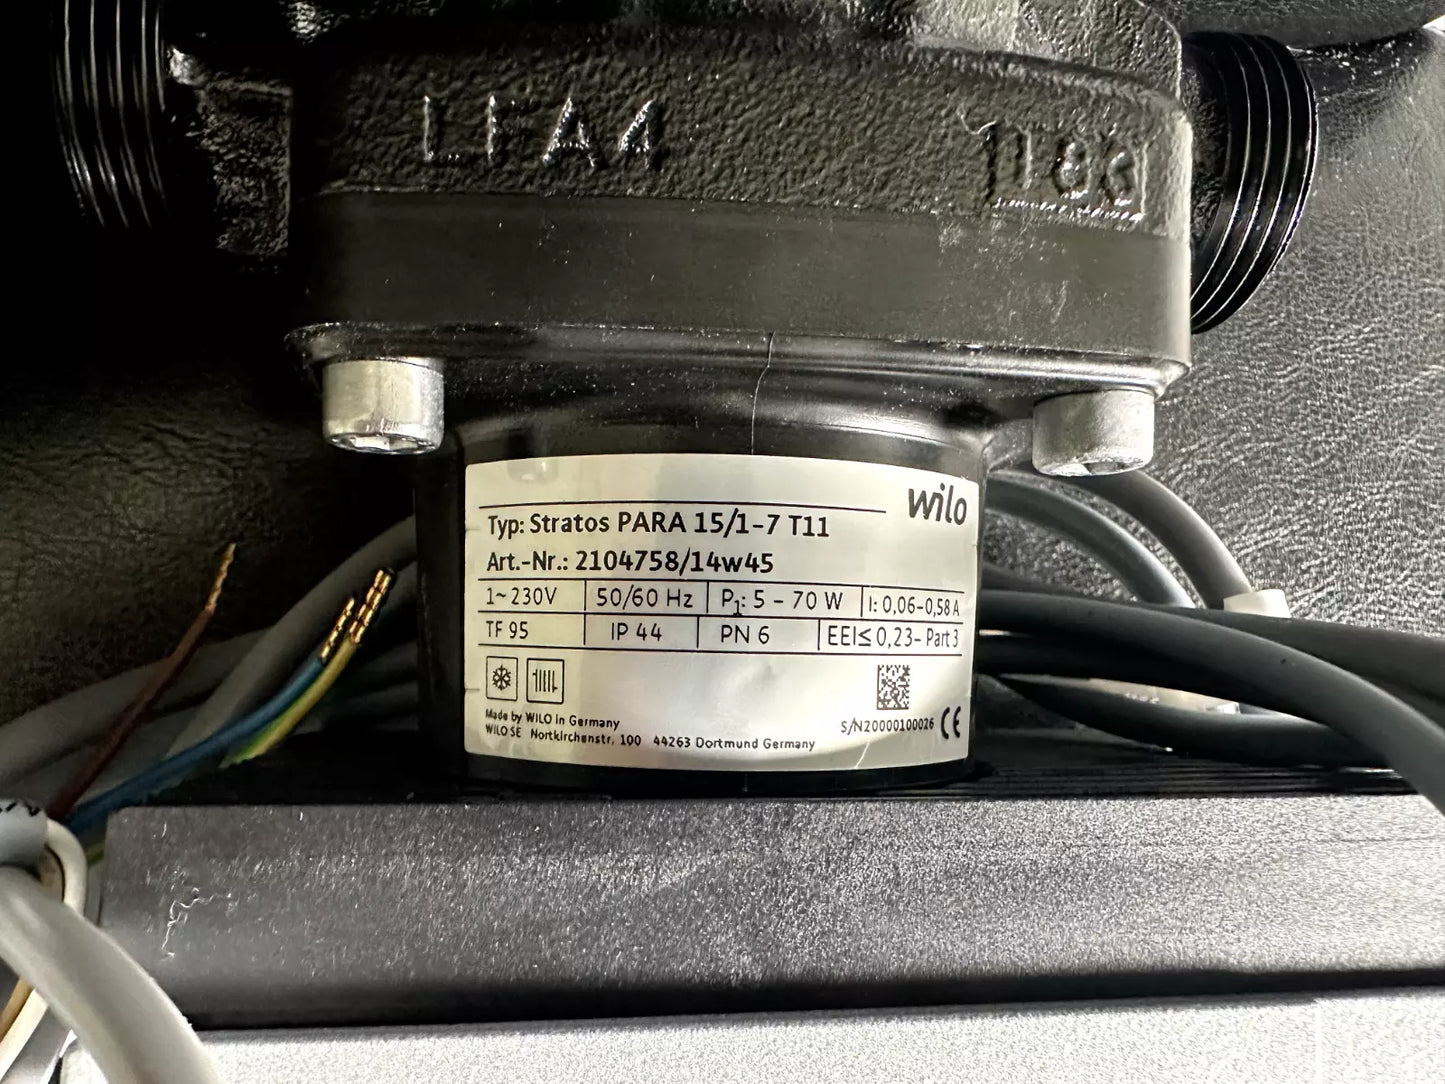 LFA4
wilo
Typ: Stratos PARA 15/1-7 T11
Art.-Nr.: 2104758/14w45
1~230V 50/60 Hz P1: 5 - 70 W I: 0,06-0,58 A
TF 95 IP 44 PN 6 EEI≤ 0,23- Part 3
Made by WILO in Germany
WILO SE Nortkirchenstr. 100 44263 Dortmund Germany
S/N20000100026 CE